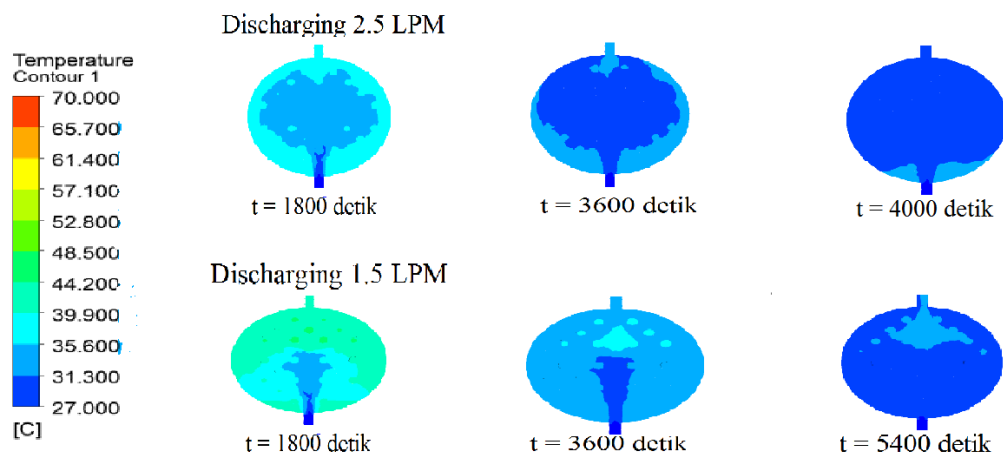 Discharging 2.5 LPM
Temperature
Contour 1
70.000
65.700
61.400
57.100
52.800
48.500
44.200
39.900
35.600
31.300
27.000
[C]
t = 1800 detik
t = 3600 detik
t = 4000 detik
Discharging 1.5 LPM
t = 1800 detik
t = 3600 detik
t = 5400 detik